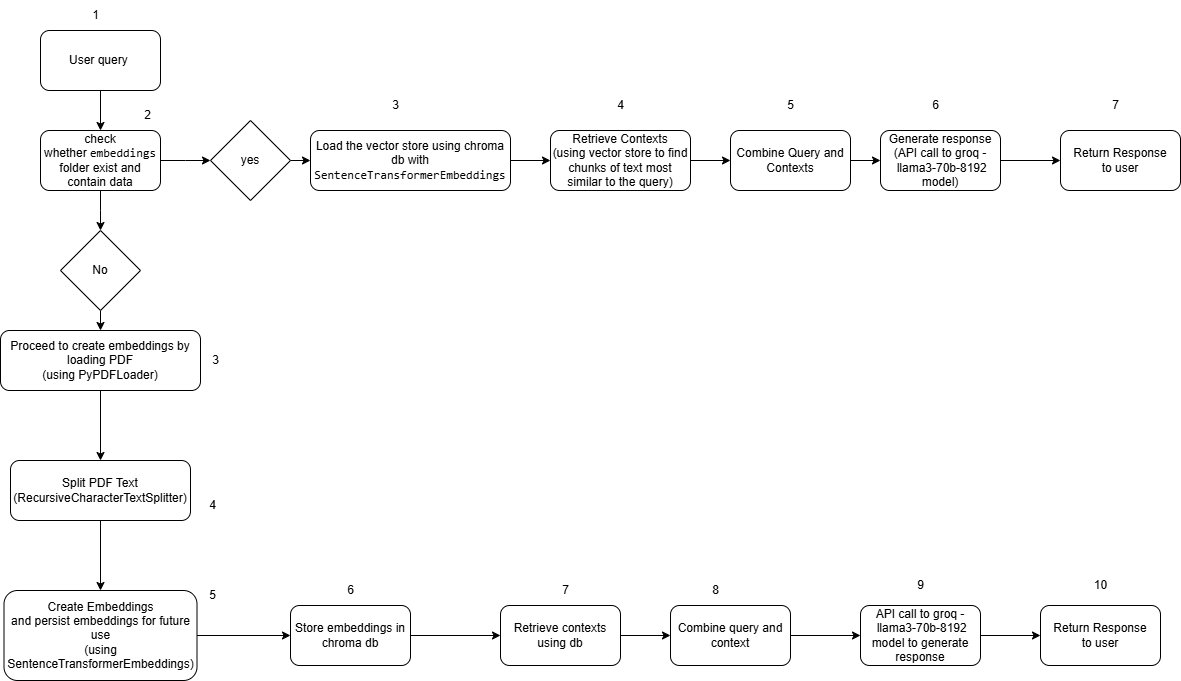 1
User query
2
check
whether embeddings
folder exist and
contain data
yes
3
Load the vector store using chroma
db with
SentenceTransformerEmbeddings
4
Retrieve Contexts
(using vector store to find
chunks of text most
similar to the query)
5
Combine Query and
Contexts
6
Generate response
(API call to groq -
llama3-70b-8192
model)
7
Return Response
to user
No
Proceed to create embeddings by
loading PDF
(using PyPDFLoader)
3
Split PDF Text
(RecursiveCharacterTextSplitter)
4
Create Embeddings
and persist embeddings for future
use
(using
SentenceTransformerEmbeddings)
5
6
Store embeddings in
chroma db
7
Retrieve contexts
using db
8
Combine query and
context
9
API call to groq -
llama3-70b-8192
model to generate
response
10
Return Response
to user